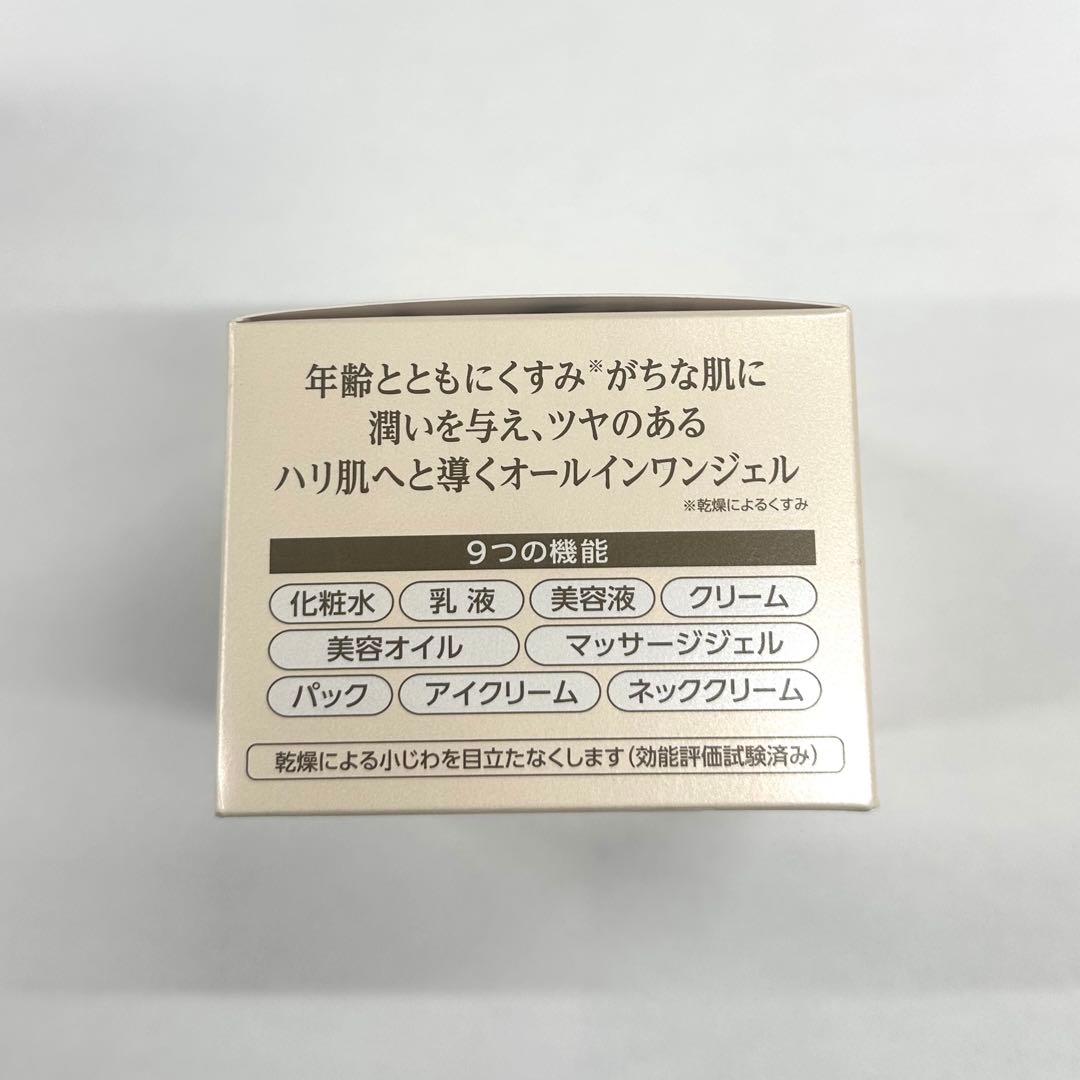 年齢とともにくすみ※がちな肌に
潤いを与え、ツヤのある
ハリ肌へと導くオールインワンジェル
※乾燥によるくすみ
9つの機能
化粧水 乳液 美容液 クリーム
美容オイル マッサージジェル
パック アイクリーム ネッククリーム
乾燥による小じわを目立たなくします(効能評価試験済み)